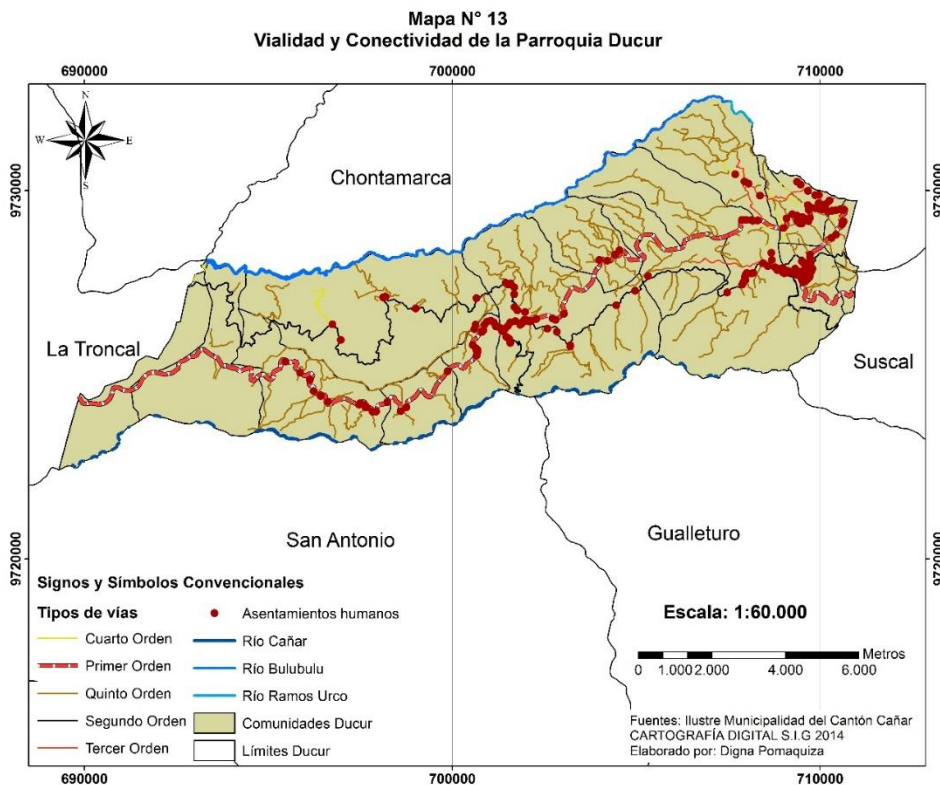 Mapa N° 13
Vialidad y Conectividad de la Parroquia Ducur
690000
700000
710000
N
W
E
S
9730000
9730000
Chontamarca
La Troncal
Suscal
San Antonio
Gualleturo
9720000
9720000
Signos y Símbolos Convencionales
Tipos de vías
Cuarto Orden
Primer Orden
Quinto Orden
Segundo Orden
Tercer Orden
Asentamientos humanos
Río Cañar
Río Bulubulu
Río Ramos Urco
Comunidades Ducur
Límites Ducur
Escala: 1:60.000
Metros
0 1.000 2.000 4.000 6.000
Fuentes: Ilustre Municipalidad del Cantón Cañar
CARTOGRAFÍA DIGITAL S.I.G 2014
Elaborado por: Digna Pomaquiza
690000
700000
710000